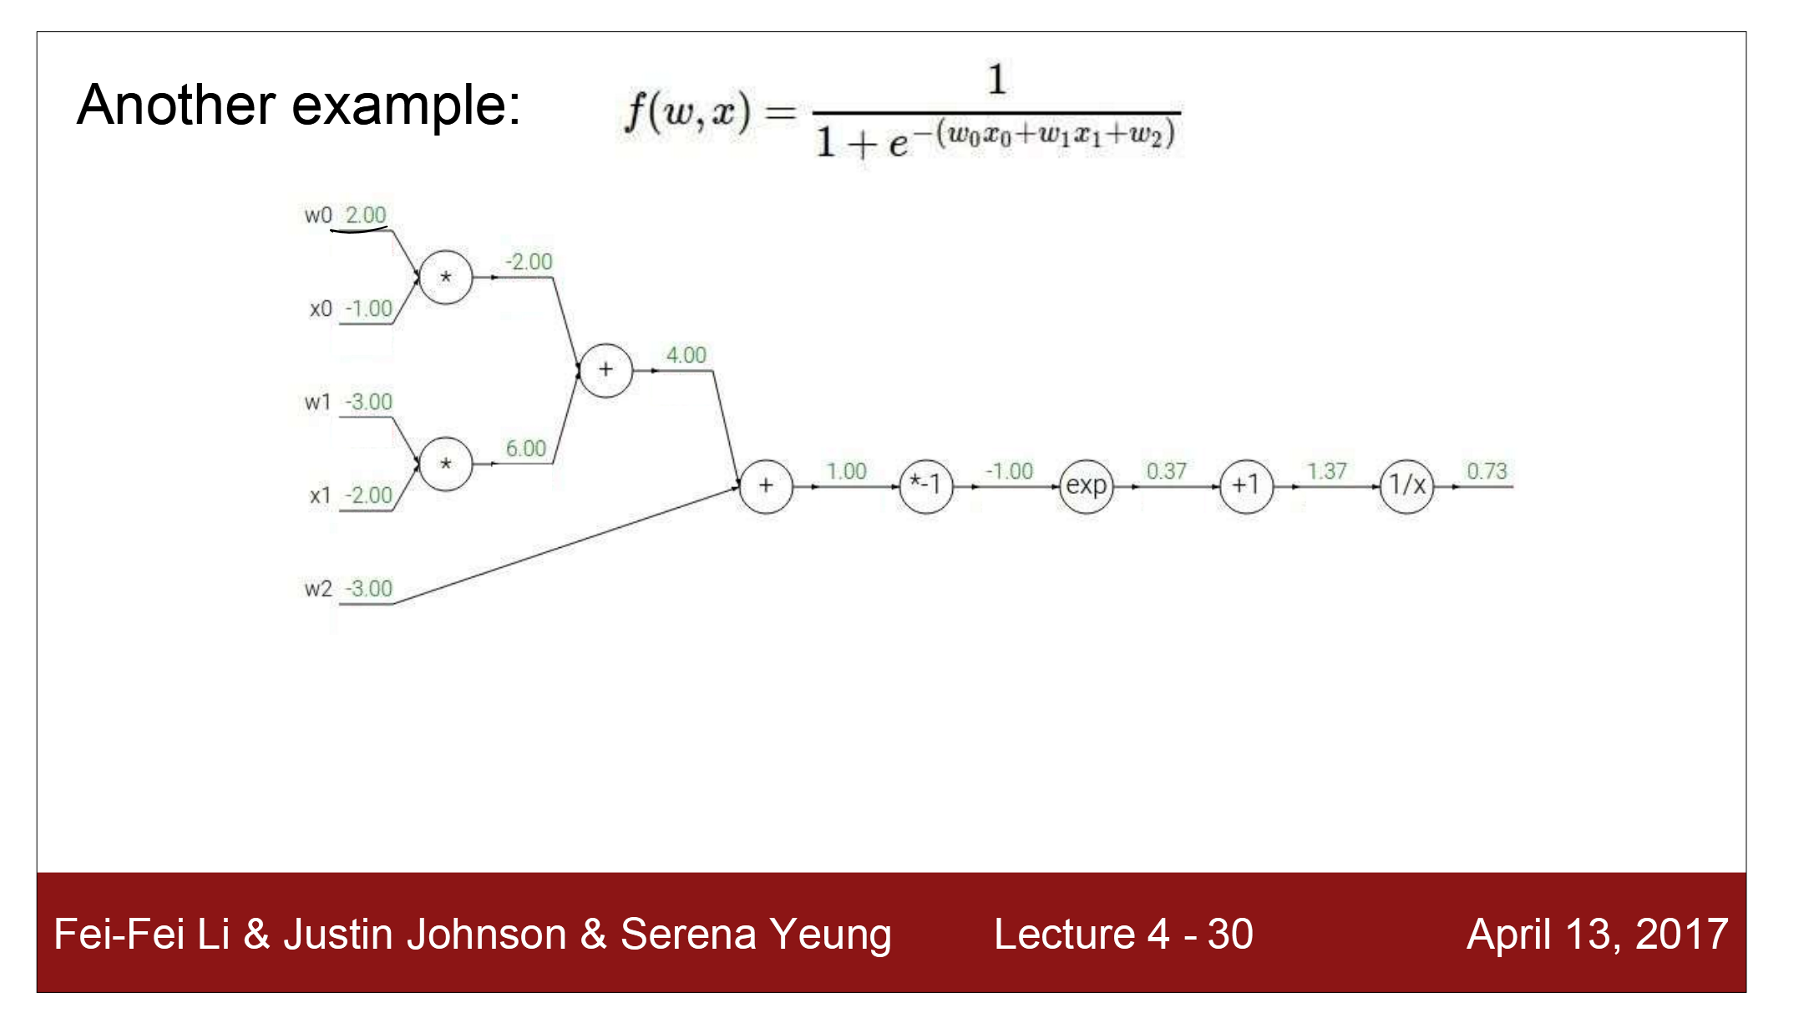 Another example:
f(w, x) = 1 / (1 + e^{-(w_0x_0+w_1x_1+w_2)})
w0 2.00
* -2.00
x0 -1.00
+ 4.00
w1 -3.00
* 6.00
x1 -2.00
+ 1.00 *-1 -1.00 exp 0.37 +1 1.37 1/x 0.73
w2 -3.00
Fei-Fei Li & Justin Johnson & Serena Yeung Lecture 4 - 30 April 13, 2017